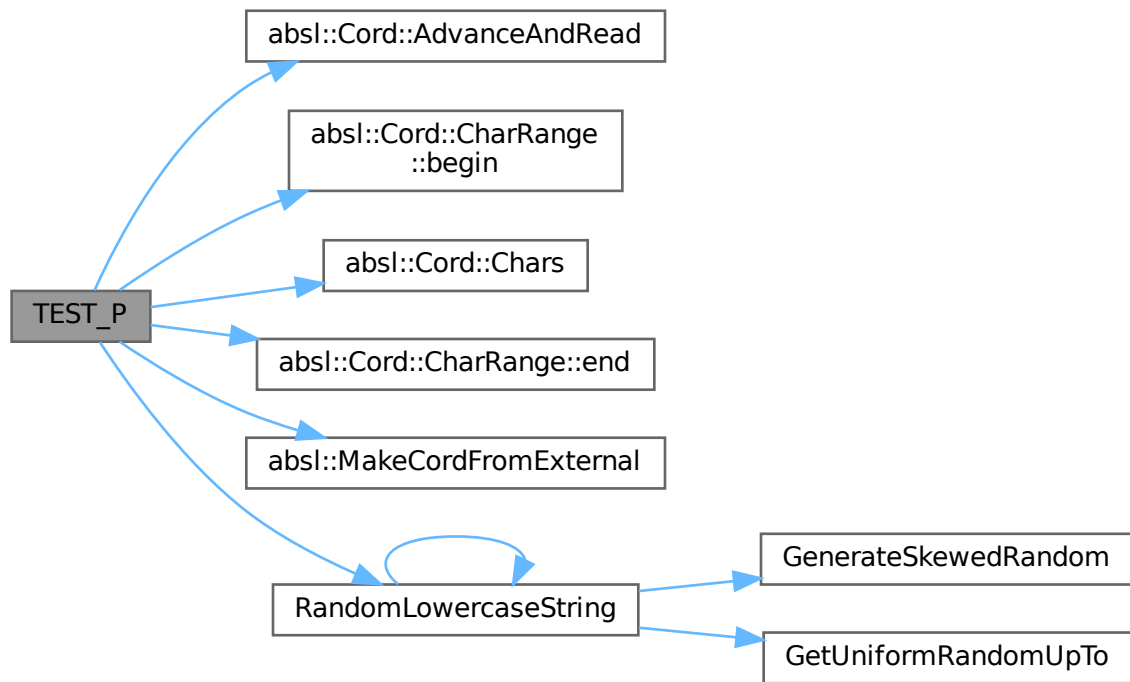 absl::Cord::AdvanceAndRead
absl::Cord::CharRange
::begin
absl::Cord::Chars
TEST_P
absl::Cord::CharRange::end
absl::MakeCordFromExternal
GenerateSkewedRandom
RandomLowercaseString
GetUniformRandomUpTo